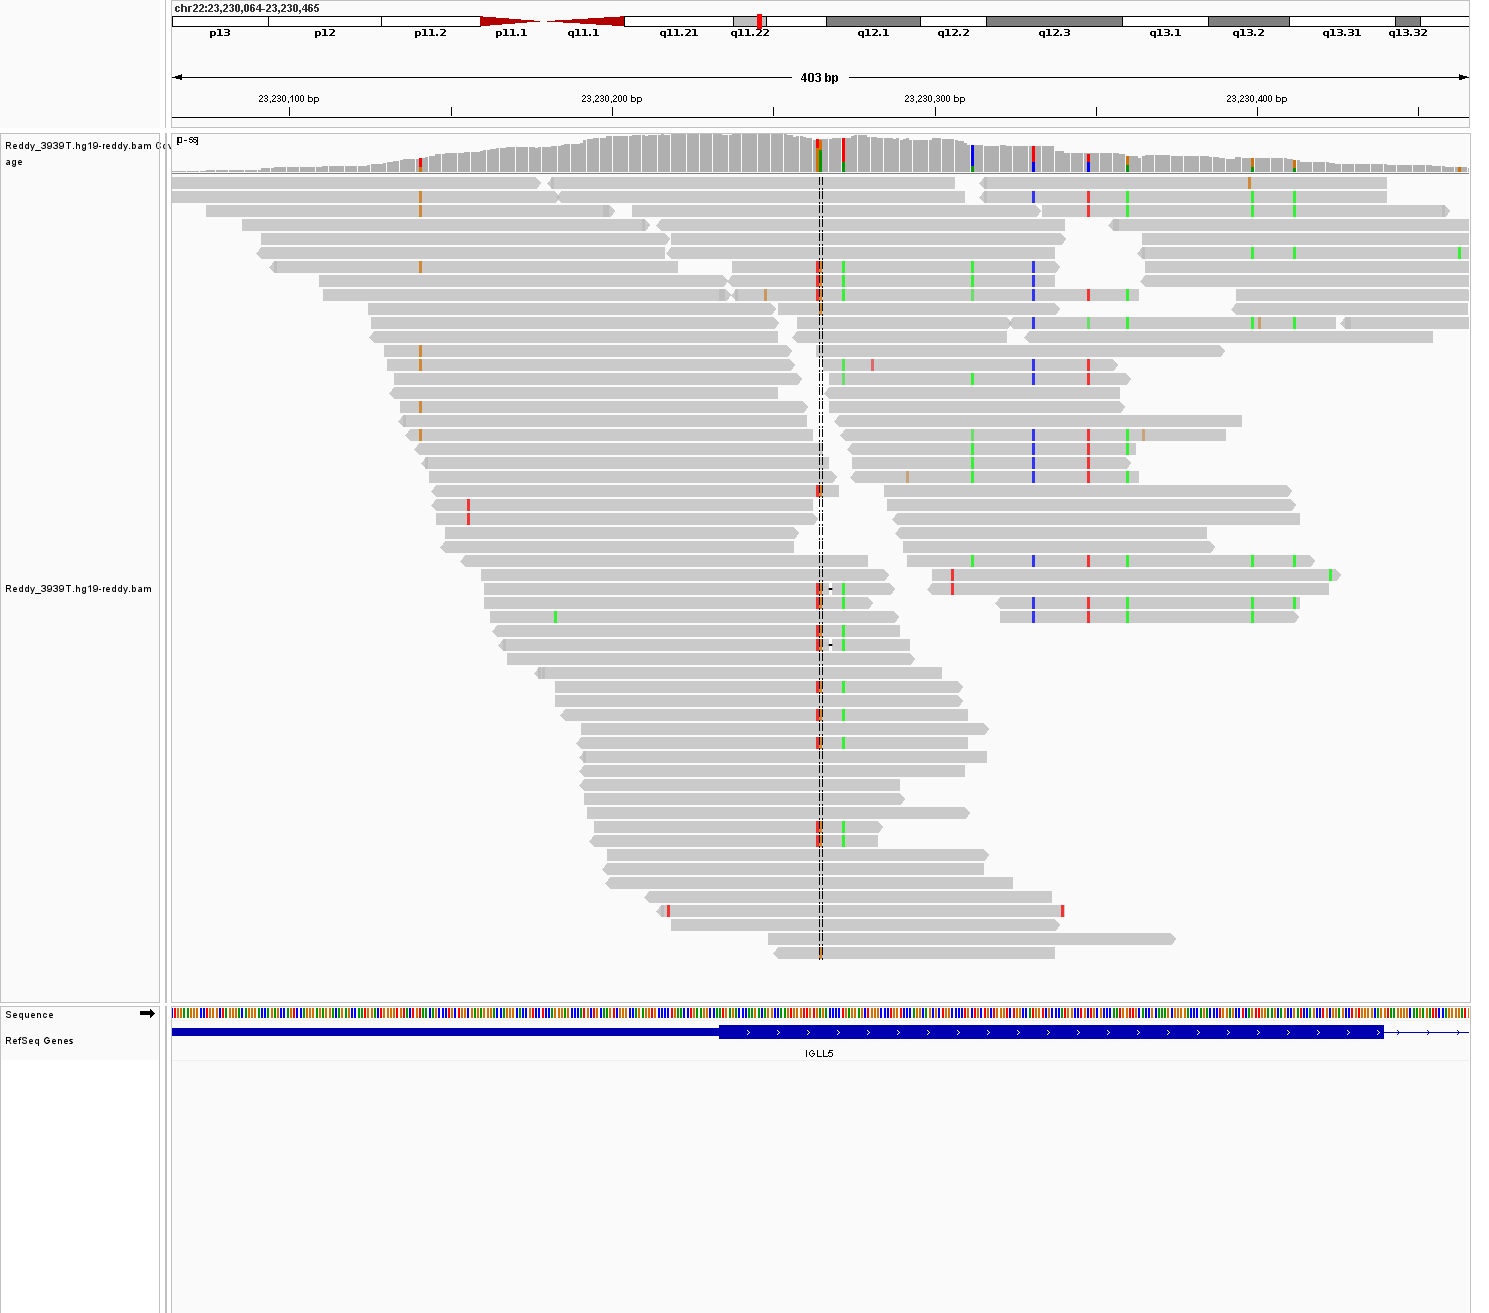 chr22:23,230,064-23,230,465
p13 p12 p11.2 p11.1 q11.1 q11.21 q11.22 q12.1 q12.2 q12.3 q13.1 q13.2 q13.31 q13.32
403 bp
23,230,100 bp 23,230,200 bp 23,230,300 bp 23,230,400 bp
Reddy_3939T.hg19-reddy.bam Cov
age
Reddy_3939T.hg19-reddy.bam
Sequence
RefSeq Genes
IGLL5